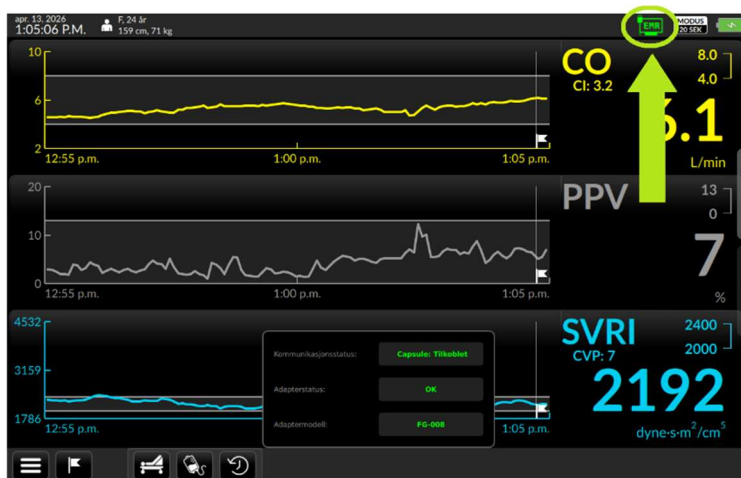 apr. 13, 2026
1:05:06 P.M.
F, 24 år
159 cm, 71 kg
EMR
MODUS
20 SEK
10
6
2
12:55 p.m.
1:00 p.m.
1:05 p.m.
CO
CI: 3.2
8.0
4.0
6.1
L/min
20
10
0
12:55 p.m.
1:00 p.m.
1:05 p.m.
PPV
13
0
7
%
4532
3159
1786
12:55 p.m.
1:05 p.m.
SVRI
CVP: 7
2400
2000
2192
dyne·s·m²/cm⁵
Kommunikasjonsstatus:
Capsule: Tilkoblet
Adapterstatus:
OK
Adaptermodell:
FG-008